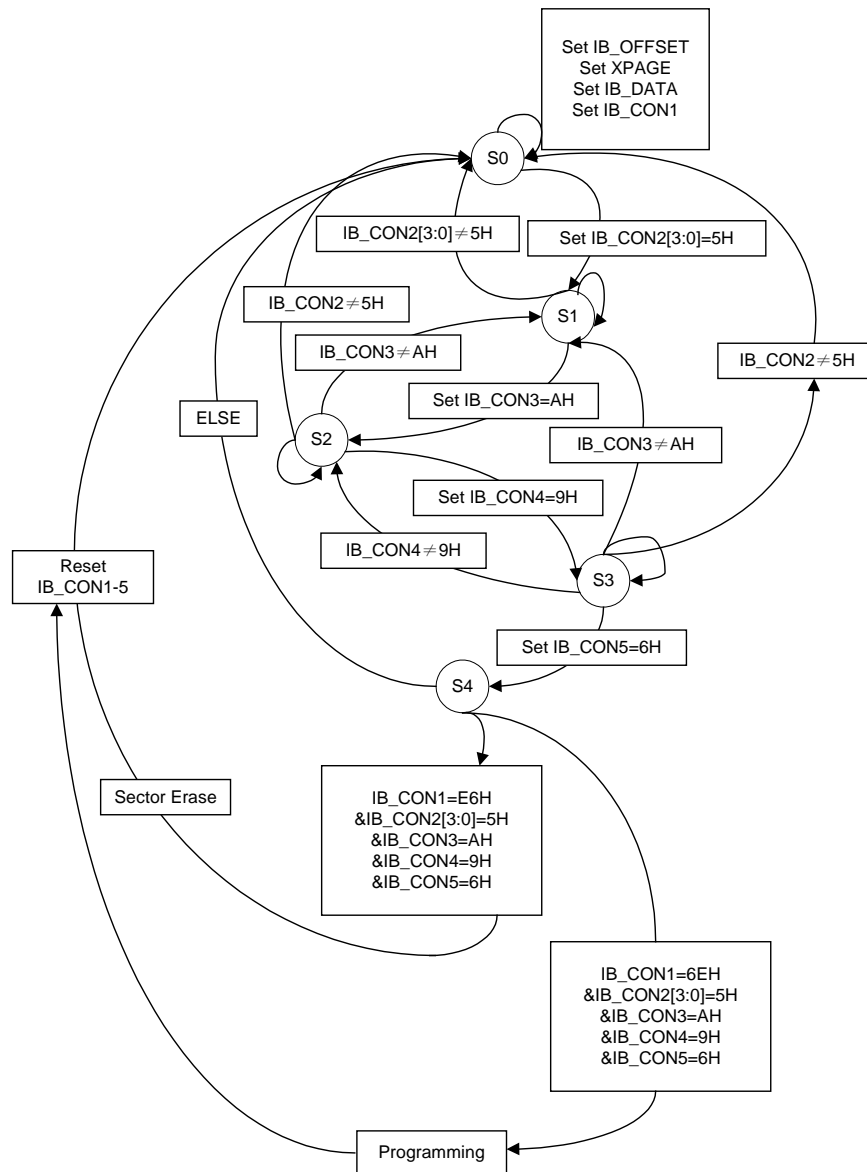 Set IB_OFFSET
Set XPAGE
Set IB_DATA
Set IB_CON1
S0
IB_CON2[3:0]≠5H
Set IB_CON2[3:0]=5H
IB_CON2≠5H
S1
IB_CON3≠AH
IB_CON2≠5H
Set IB_CON3=AH
ELSE
S2
IB_CON3≠AH
Set IB_CON4=9H
IB_CON4≠9H
Reset
IB_CON1-5
S3
Set IB_CON5=6H
S4
Sector Erase
IB_CON1=E6H
&IB_CON2[3:0]=5H
&IB_CON3=AH
&IB_CON4=9H
&IB_CON5=6H
IB_CON1=6EH
&IB_CON2[3:0]=5H
&IB_CON3=AH
&IB_CON4=9H
&IB_CON5=6H
Programming